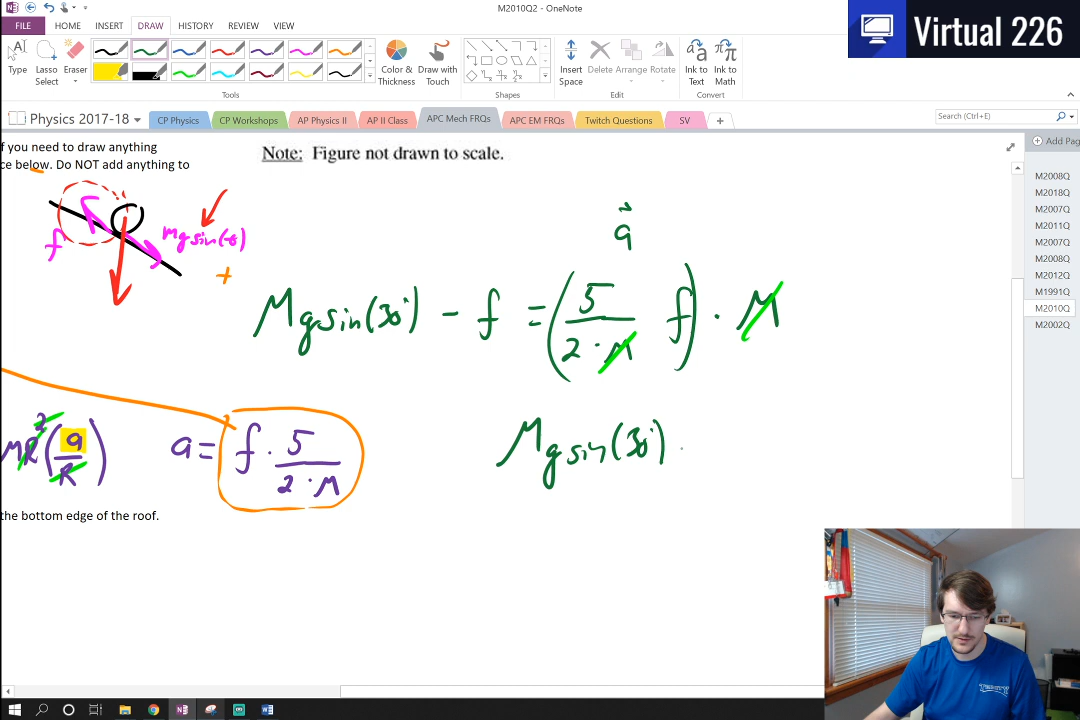 M2010Q2 - OneNote
FILE HOME INSERT DRAW HISTORY REVIEW VIEW
Virtual 226
Type Lasso Select Eraser Color & Thickness Draw with Touch Insert Space Delete Arrange Rotate Ink to Text Ink to Math
Tools Shapes Edit Convert
Physics 2017-18 CP Physics CP Workshops AP Physics II AP II Class APC Mech FRQs APC EM FRQs Twitch Questions SV + Search (Ctrl+E)
Add Pag
M2008Q
M2018Q
M2007Q
M2011Q
M2007Q
M2008Q
M2012Q
M1991Q
M2010Q
M2002Q
f you need to draw anything
ce below. Do NOT add anything to
Note: Figure not drawn to scale.
f
Mg sin(θ)
+
a
Mg sin(30°) - f = (5/(2·M) f) · M
MR²(a/R)
a = f · 5/(2·M)
Mg sin(30°)
the bottom edge of the roof.